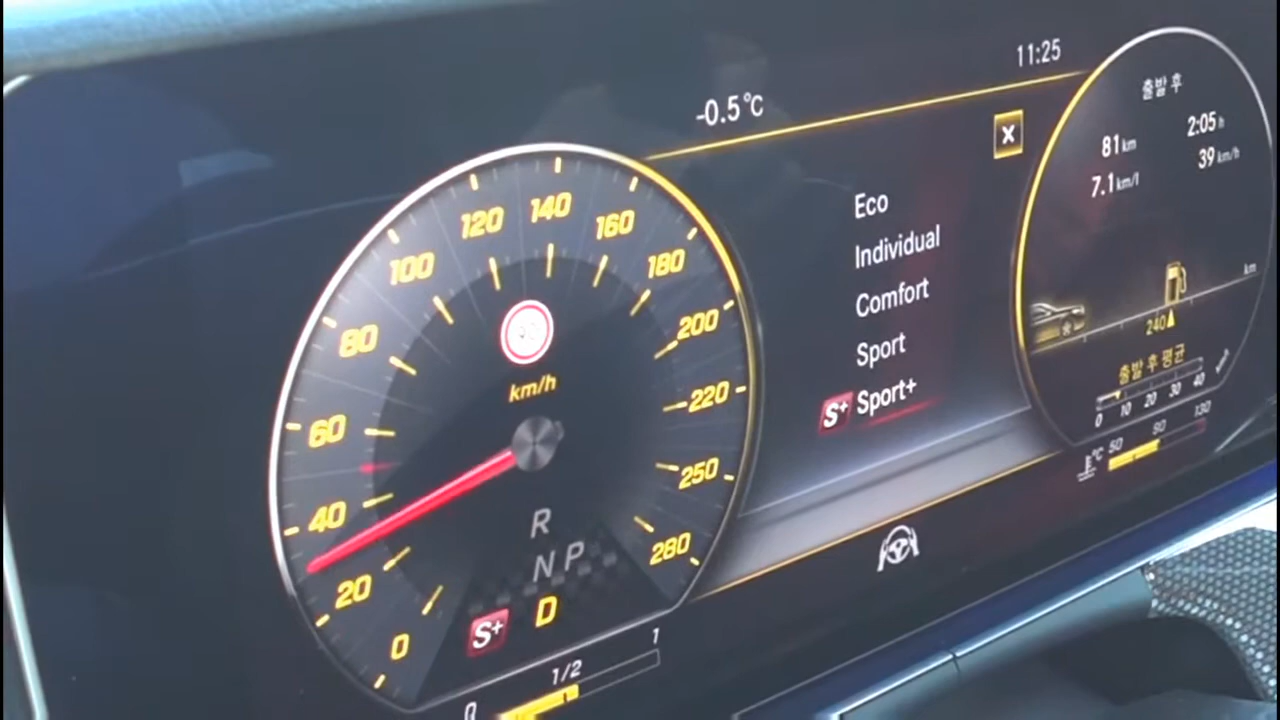 -0.5°C
11:25
0
20
40
60
80
100
120
140
160
180
200
220
250
280
km/h
R
N P
D
S+
0
1/2
1
x
Eco
Individual
Comfort
Sport
S+ Sport+
출발 후
81 km 2:05 h
7.1 km/l 39 km/h
km
240
출발 후 평균
0 10 20 30 40
°C 50 90 130